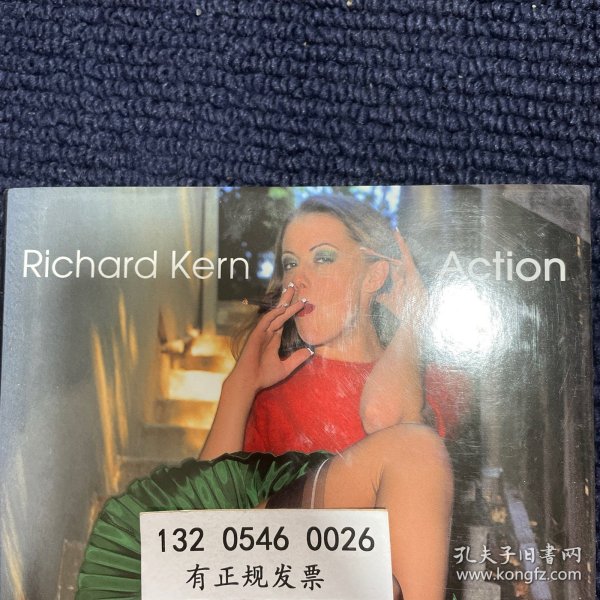 Richard Kern
Action
132 0546 0026
有正规发票
孔夫子旧书网
www.kongfz.com